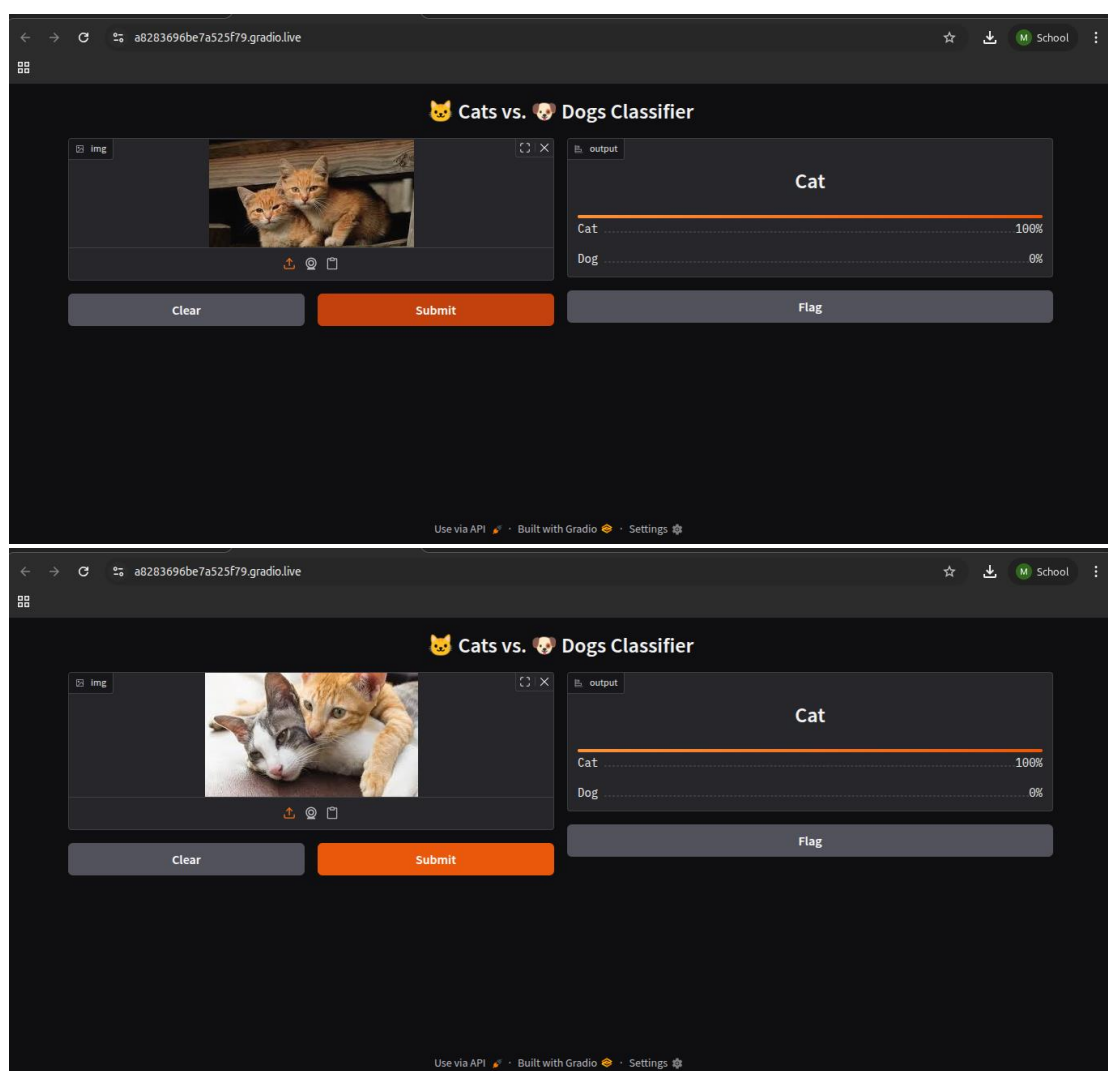 a8283696be7a525f79.gradio.live
M School
🐱 Cats vs. 🐶 Dogs Classifier
img
output
Cat
Cat 100%
Dog 0%
Clear
Submit
Flag
Use via API 🚀 · Built with Gradio · Settings
a8283696be7a525f79.gradio.live
M School
🐱 Cats vs. 🐶 Dogs Classifier
img
output
Cat
Cat 100%
Dog 0%
Clear
Submit
Flag
Use via API 🚀 · Built with Gradio · Settings